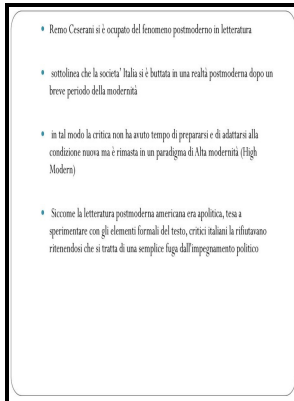 Remo Ceserani si è ocupato del fenomeno postmoderno in letteratura
sottolinea che la societa' Italia si è buttata in una realtà postmoderna dopo un
breve periodo della modernità
in tal modo la critica non ha avuto tempo di prepararsi e di adattarsi alla
condizione nuova ma è rimasta in un paradigma di Alta modernità (High
Modern)
Siccome la letteratura postmoderna americana era apolitica, tesa a
sperimentare con gli elementi formali del testo, critici italiani la rifiutavano
ritenendosi che si tratta di una semplice fuga dall'impegnamento politico